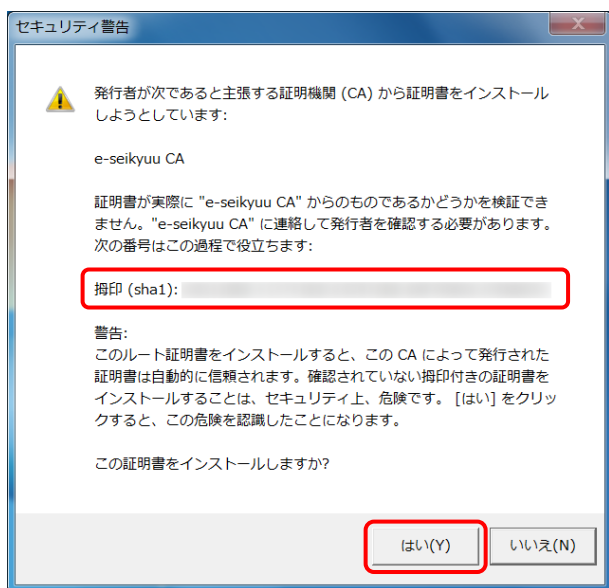 セキュリティ警告
発行者が次であると主張する証明機関 (CA) から証明書をインストール
しようとしています:
e-seikyuu CA
証明書が実際に "e-seikyuu CA" からのものであるかどうかを検証でき
ません。"e-seikyuu CA" に連絡して発行者を確認する必要があります。
次の番号はこの過程で役立ちます:
拇印 (sha1):
警告:
このルート証明書をインストールすると、この CA によって発行された
証明書は自動的に信頼されます。確認されていない拇印付きの証明書を
インストールすることは、セキュリティ上、危険です。 [はい] をクリッ
クすると、この危険を認識したことになります。
この証明書をインストールしますか?
はい(Y)
いいえ(N)